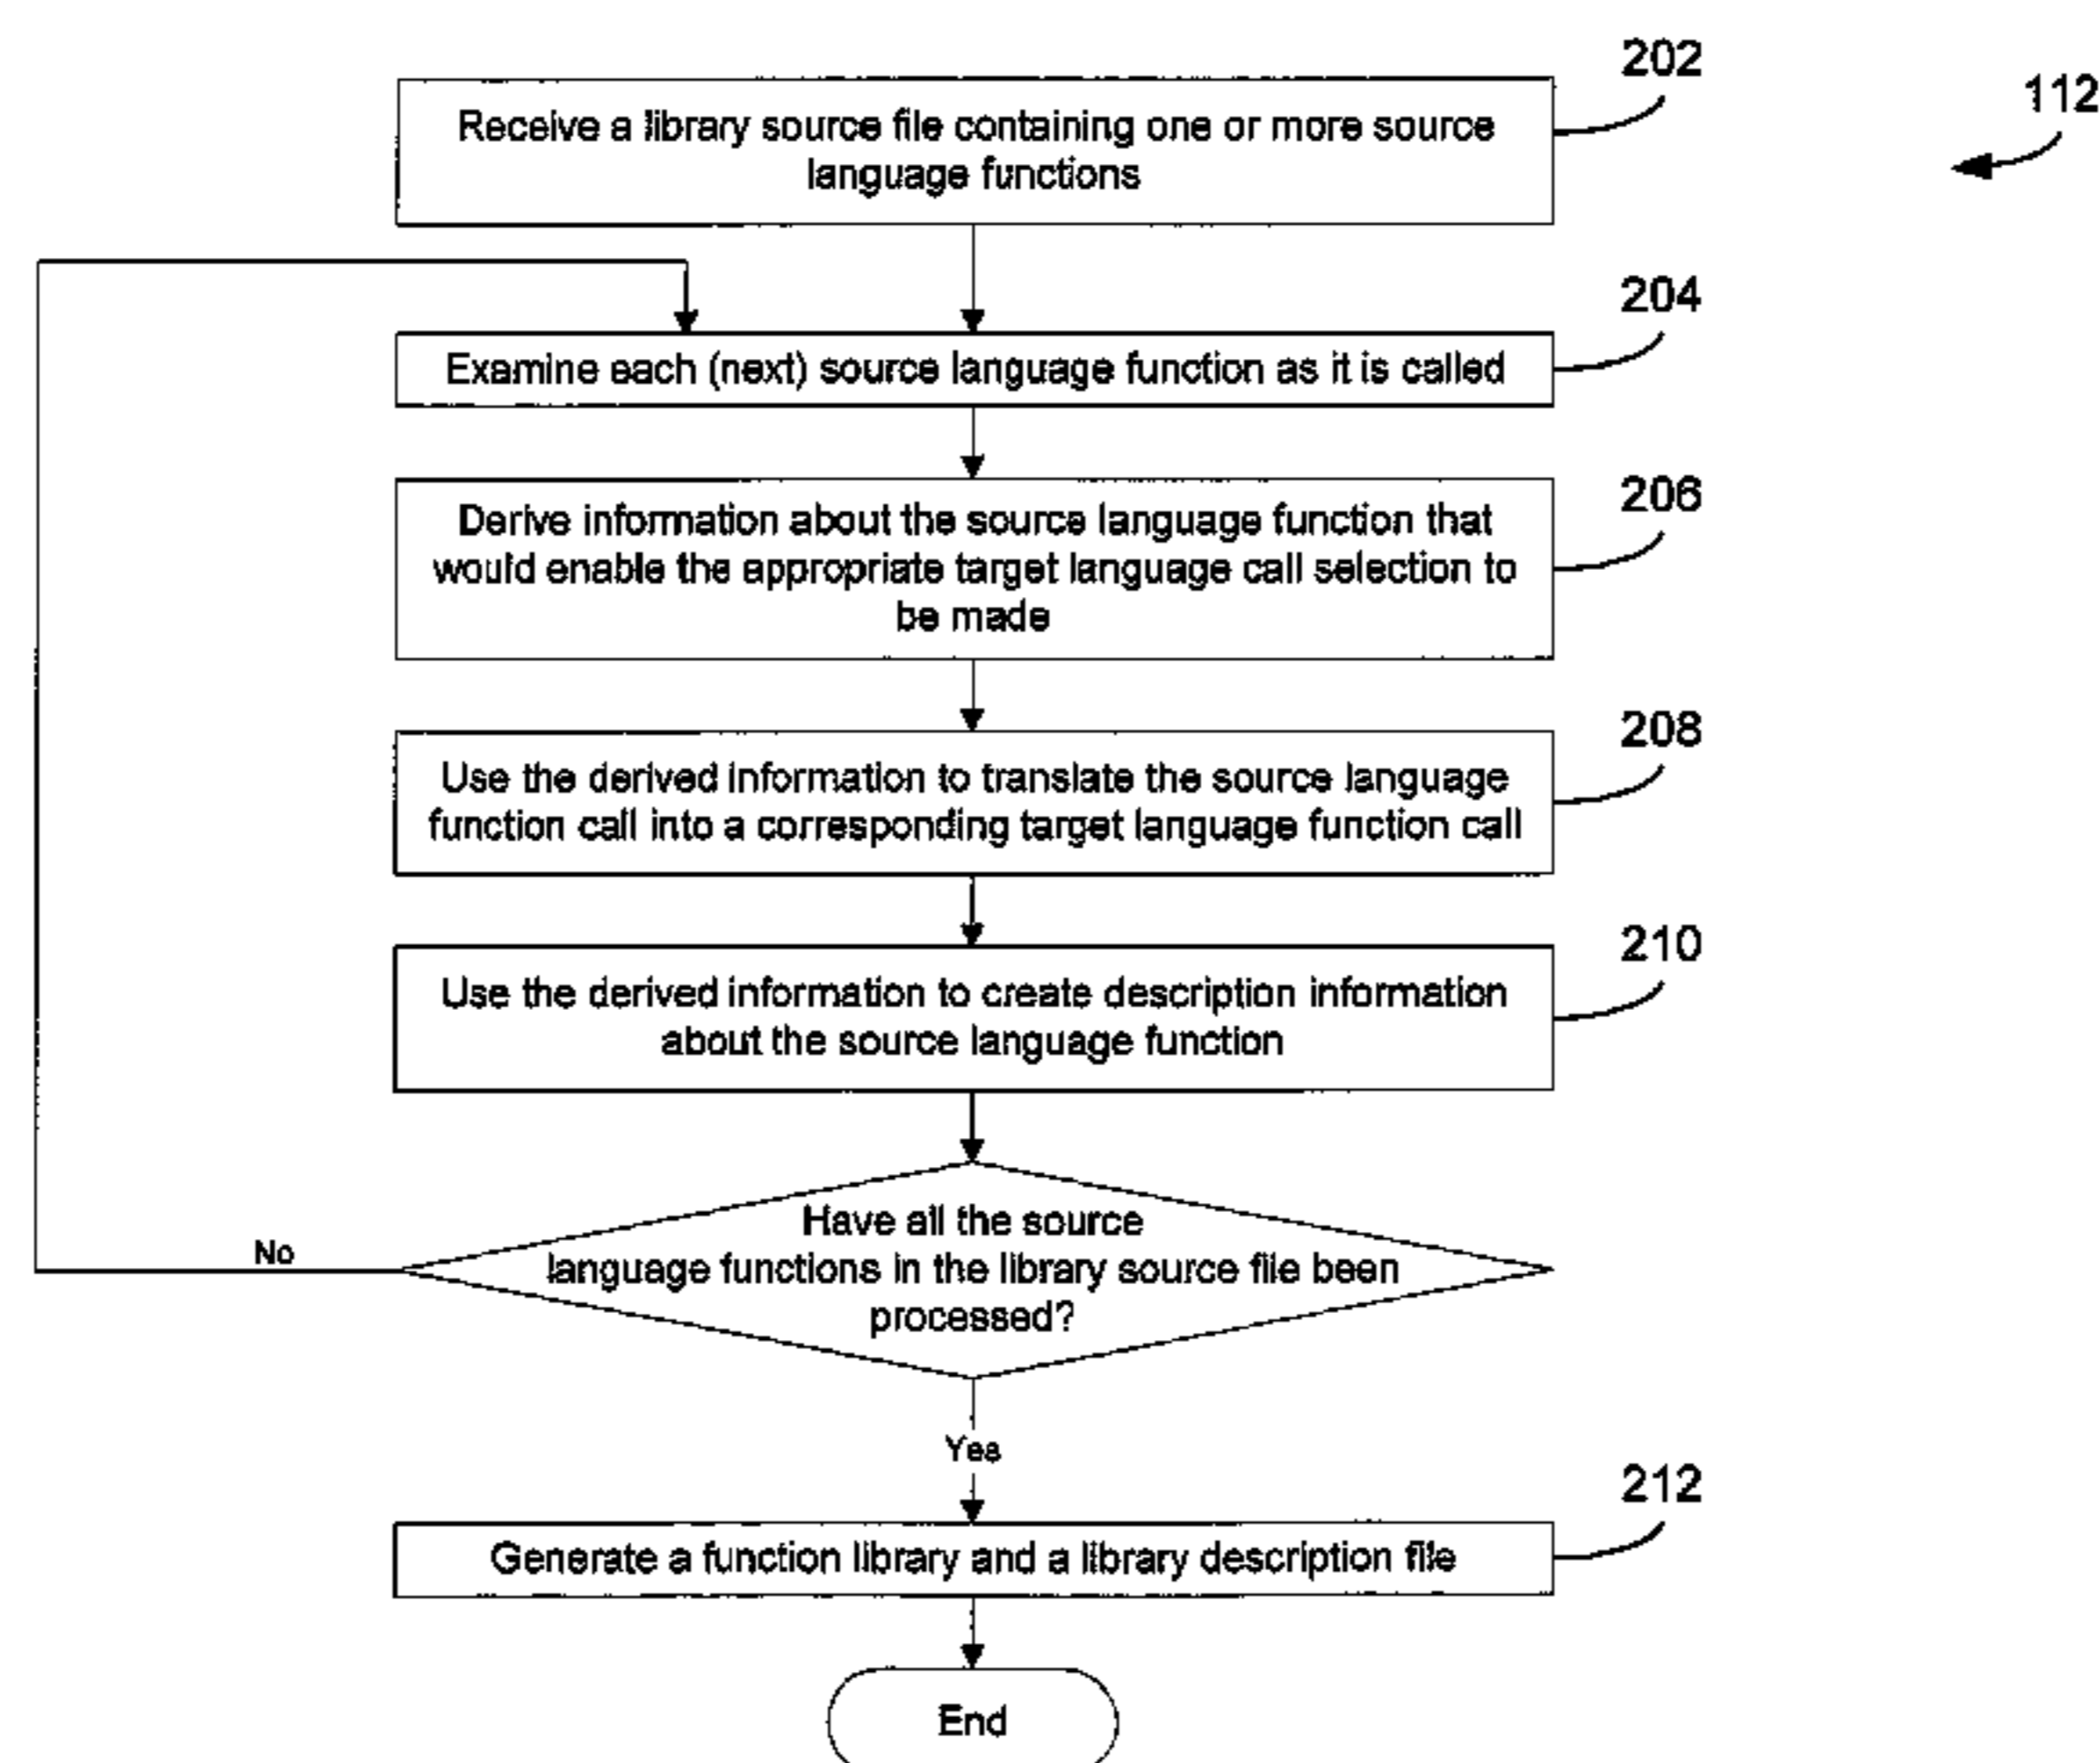 202
112
Receive a library source file containing one or more source
language functions
204
Examine each (next) source language function as it is called
206
Derive information about the source language function that
would enable the appropriate target language call selection to
be made
208
Use the derived information to translate the source language
function call into a corresponding target language function call
210
Use the derived information to create description information
about the source language function
Have all the source
language functions in the library source file been
processed?
No
Yes
212
Generate a function library and a library description file
End